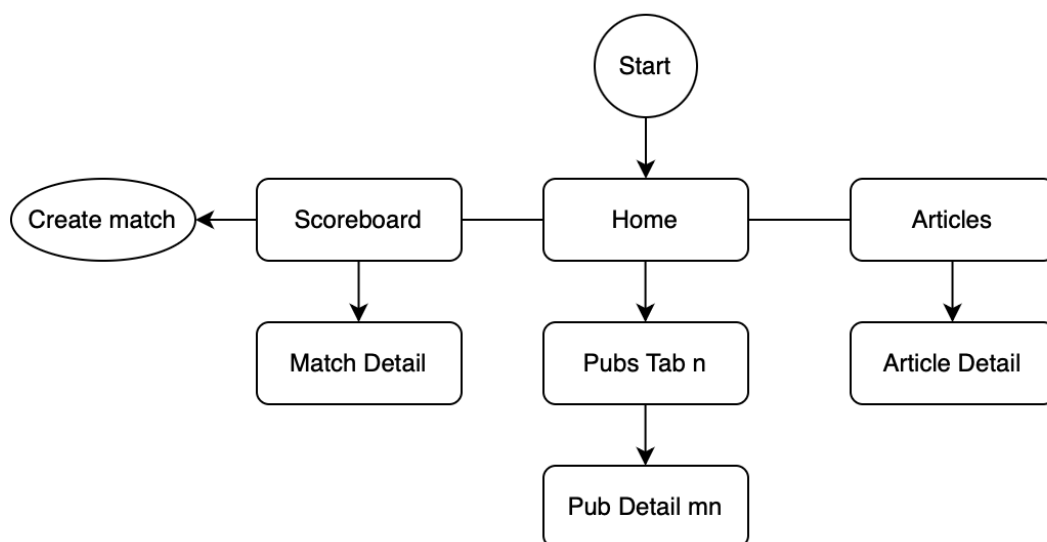 Start
Create match
Scoreboard
Home
Articles
Match Detail
Pubs Tab n
Article Detail
Pub Detail mn